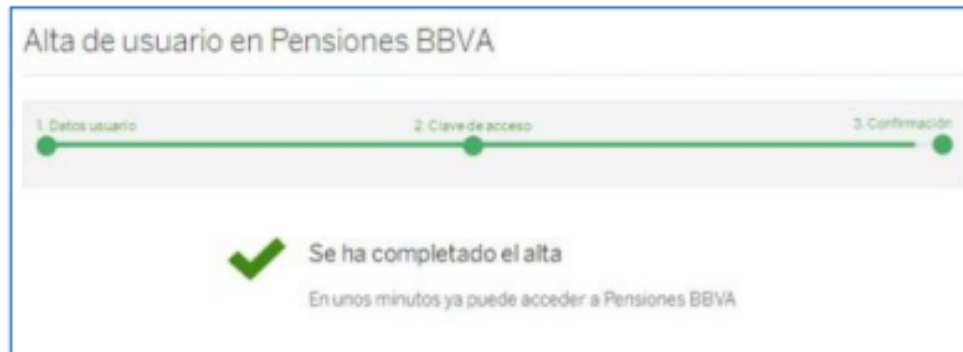 Alta de usuario en Pensiones BBVA
1. Datos usuario 2. Clave de acceso 3. Confirmación
Se ha completado el alta
En unos minutos ya puede acceder a Pensiones BBVA